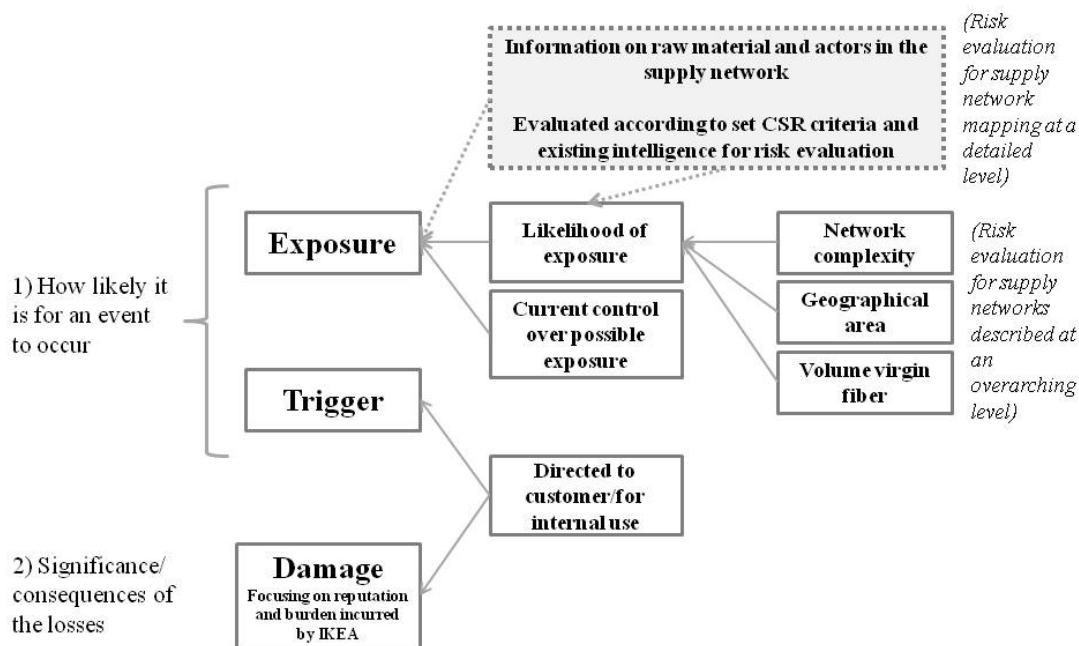 Information on raw material and actors in the
supply network
Evaluated according to set CSR criteria and
existing intelligence for risk evaluation
(Risk
evaluation
for supply
network
mapping at a
detailed
level)
1) How likely it
is for an event
to occur
Exposure
Likelihood of
exposure
Current control
over possible
exposure
Network
complexity
Geographical
area
Volume virgin
fiber
(Risk
evaluation
for supply
networks
described at
an
overarching
level)
Trigger
Directed to
customer/for
internal use
2) Significance/
consequences of
the losses
Damage
Focusing on reputation
and burden incurred
by IKEA